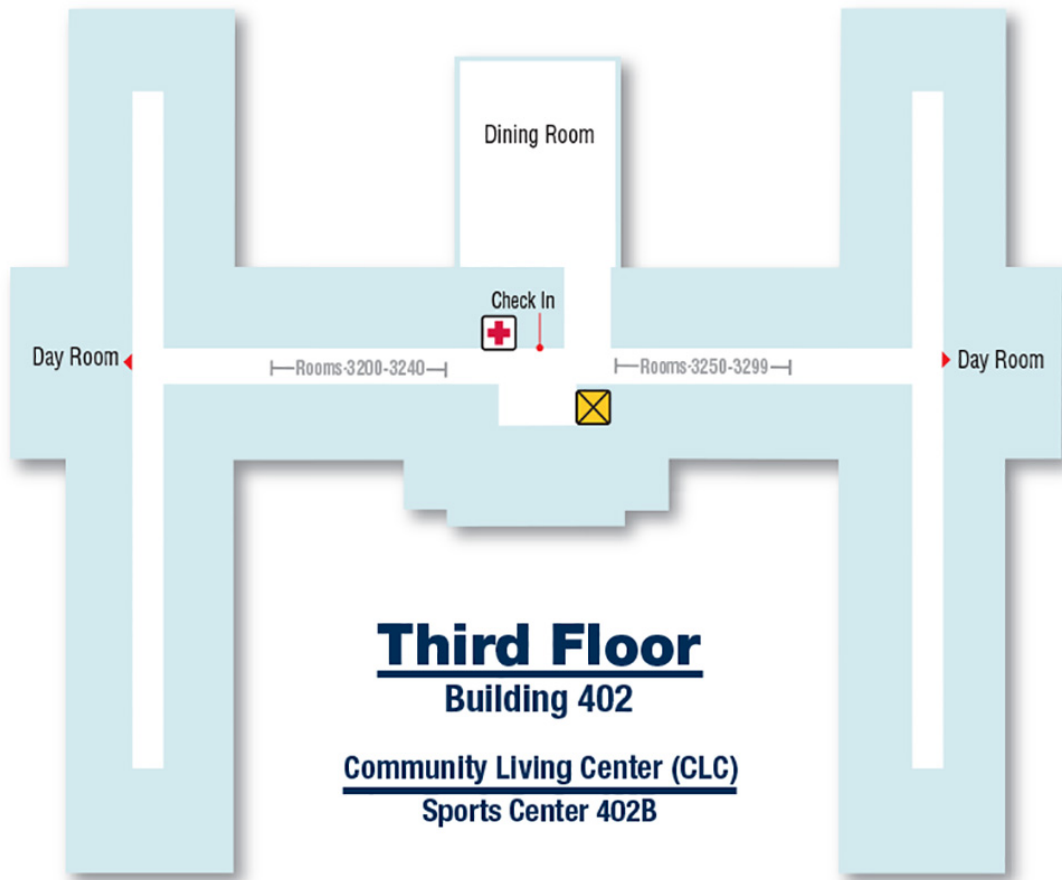 Dining Room
Check In
Day Room
Rooms-3200-3240
Rooms-3250-3299
Day Room
Third Floor
Building 402
Community Living Center (CLC)
Sports Center 402B